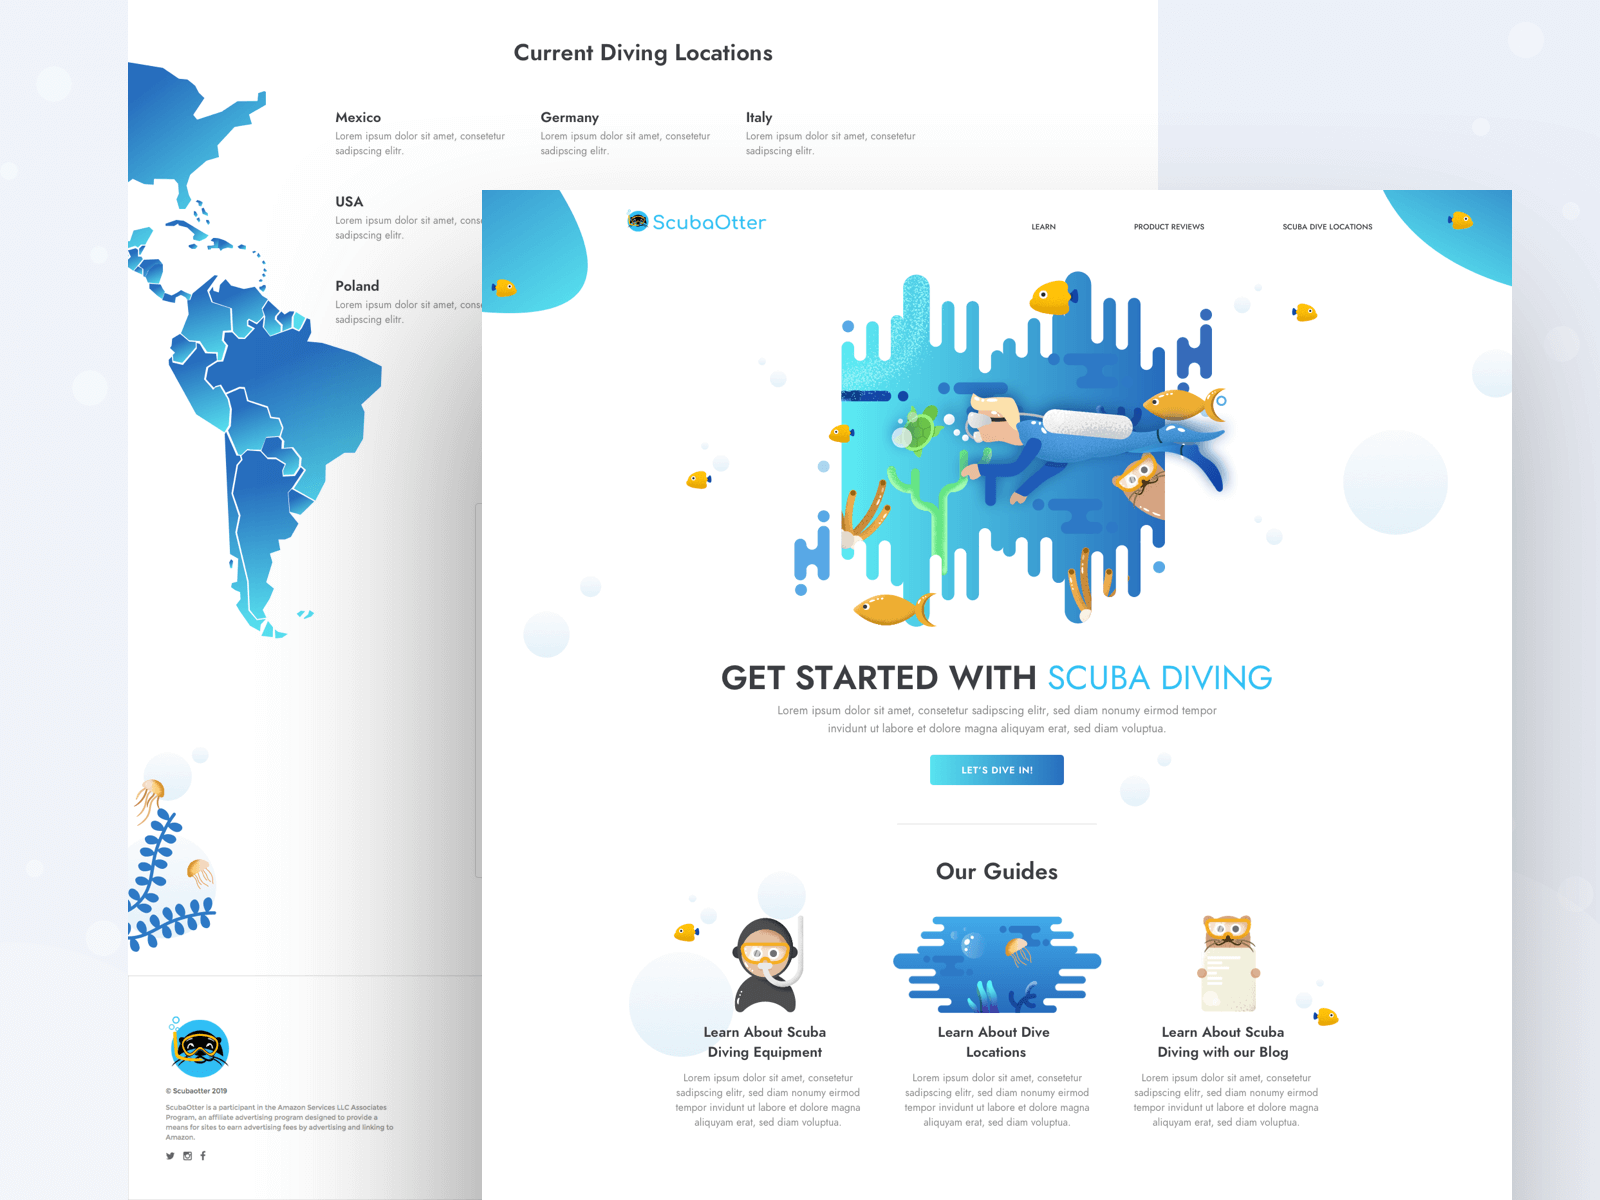 Current Diving Locations
Mexico
Lorem ipsum dolor sit amet, consetetur
sadipscing elitr.
Germany
Lorem ipsum dolor sit amet, consetetur
sadipscing elitr.
Italy
Lorem ipsum dolor sit amet, consetetur
sadipscing elitr.
USA
Lorem ipsum dolor sit amet, cons
sadipscing elitr.
Poland
Lorem ipsum dolor sit amet, cons
sadipscing elitr.
© Scubaotter 2019
ScubaOtter is a participant in the Amazon Services LLC Associates
Program, an affiliate advertising program designed to provide a
means for sites to earn advertising fees by advertising and linking to
Amazon.
ScubaOtter
LEARN
PRODUCT REVIEWS
SCUBA DIVE LOCATIONS
GET STARTED WITH SCUBA DIVING
Lorem ipsum dolor sit amet, consetetur sadipscing elitr, sed diam nonumy eirmod tempor
invidunt ut labore et dolore magna aliquyam erat, sed diam voluptua.
LET'S DIVE IN!
Our Guides
Learn About Scuba
Diving Equipment
Lorem ipsum dolor sit amet, consetetur
sadipscing elitr, sed diam nonumy eirmod
tempor invidunt ut labore et dolore magna
aliquyam erat, sed diam voluptua.
Learn About Dive
Locations
Lorem ipsum dolor sit amet, consetetur
sadipscing elitr, sed diam nonumy eirmod
tempor invidunt ut labore et dolore magna
aliquyam erat, sed diam voluptua.
Learn About Scuba
Diving with our Blog
Lorem ipsum dolor sit amet, consetetur
sadipscing elitr, sed diam nonumy eirmod
tempor invidunt ut labore et dolore magna
aliquyam erat, sed diam voluptua.